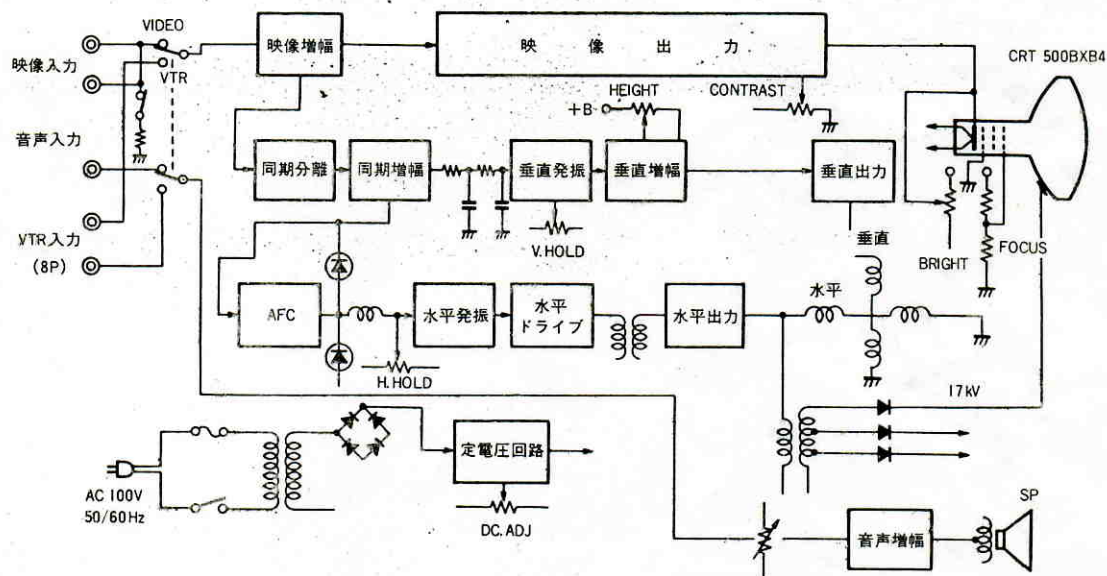 VIDEO
映像入力
VTR
音声入力
VTR入力
(8P)
映像増幅
映像出力
CRT 500BXB4
HEIGHT
+B
CONTRAST
同期分離
同期増幅
垂直発振
垂直増幅
垂直出力
V.HOLD
垂直
BRIGHT
FOCUS
AFC
水平発振
水平
ドライブ
水平出力
水平
H.HOLD
17kV
AC 100V
50/60Hz
定電圧回路
DC.ADJ
音声増幅
SP